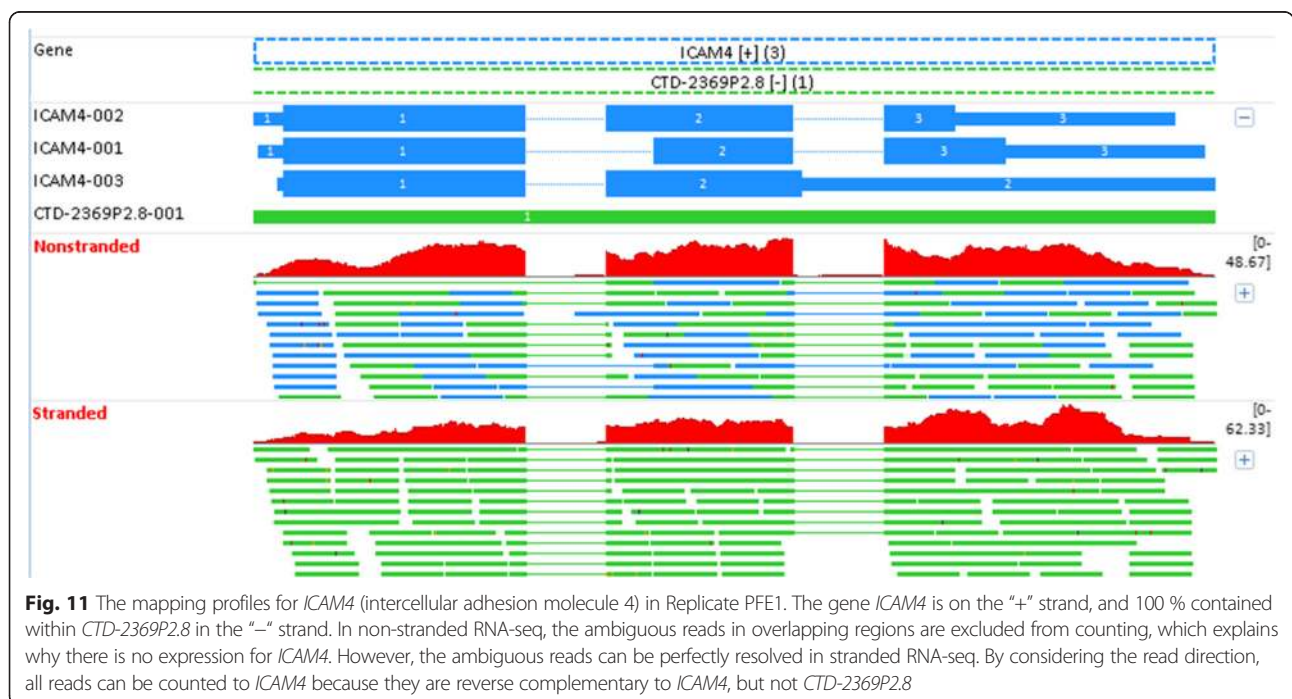 Gene
ICAM4 [+] (3)
CTD-2369P2.8 [-] (1)
ICAM4-002
1 1 2 3 3
ICAM4-001
1 1 2 3 3
ICAM4-003
1 2 2
CTD-2369P2.8-001
1
Nonstranded
[0-
48.67]
Stranded
[0-
62.33]
Fig. 11 The mapping profiles for ICAM4 (intercellular adhesion molecule 4) in Replicate PFE1. The gene ICAM4 is on the “+” strand, and 100 % contained
within CTD-2369P2.8 in the “−“ strand. In non-stranded RNA-seq, the ambiguous reads in overlapping regions are excluded from counting, which explains
why there is no expression for ICAM4. However, the ambiguous reads can be perfectly resolved in stranded RNA-seq. By considering the read direction,
all reads can be counted to ICAM4 because they are reverse complementary to ICAM4, but not CTD-2369P2.8